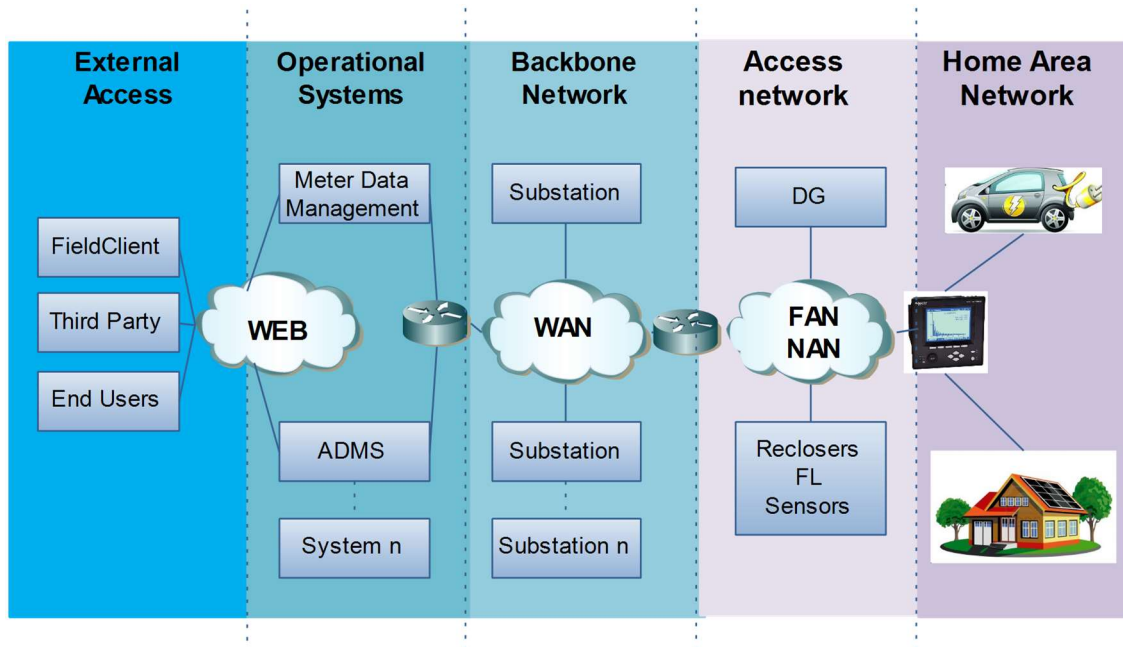 External
Access
Operational
Systems
Backbone
Network
Access
network
Home Area
Network
FieldClient
Third Party
End Users
WEB
Meter Data
Management
ADMS
System n
Substation
WAN
Substation
Substation n
DG
FAN
NAN
Reclosers
FL
Sensors